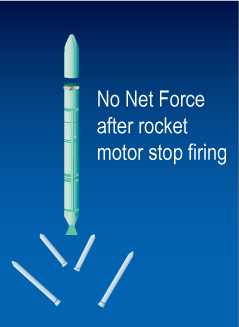 No Net Force
after rocket
motor stop firing